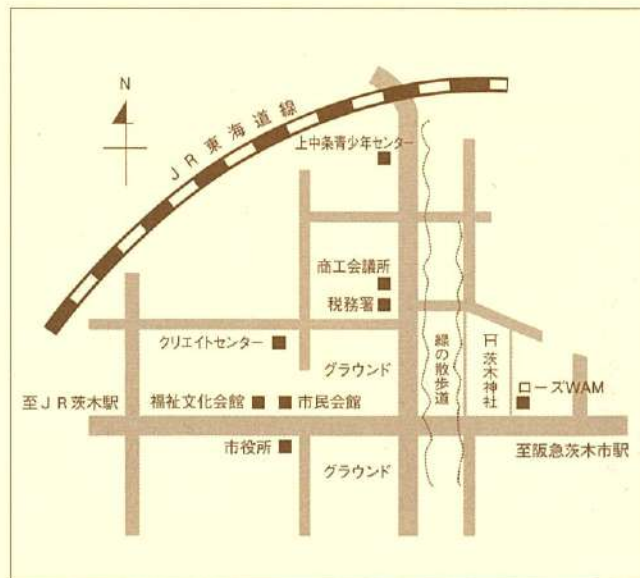 N
JR東海道線
上中条青少年センター
商工会議所
税務署
クリエイトセンター
グラウンド
緑の散歩道
茨木神社
ローズWAM
至JR茨木駅
福祉文化会館
市民会館
至阪急茨木市駅
市役所
グラウンド